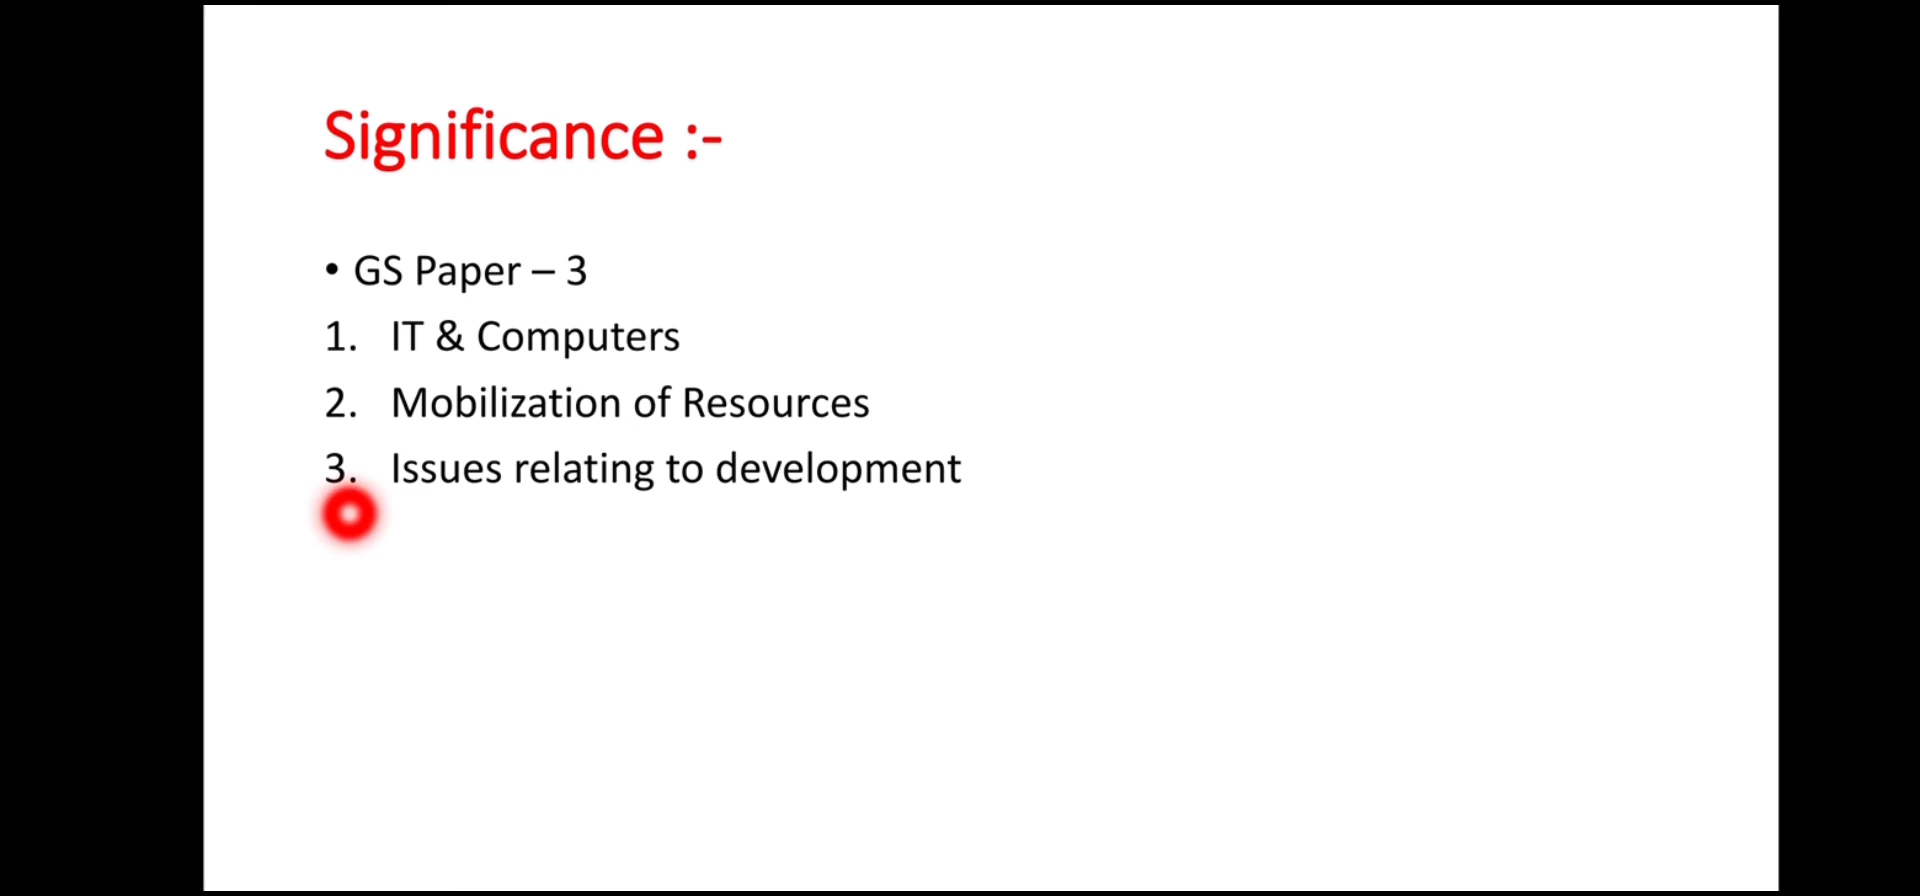 Significance :-
• GS Paper – 3
1. IT & Computers
2. Mobilization of Resources
3. Issues relating to development